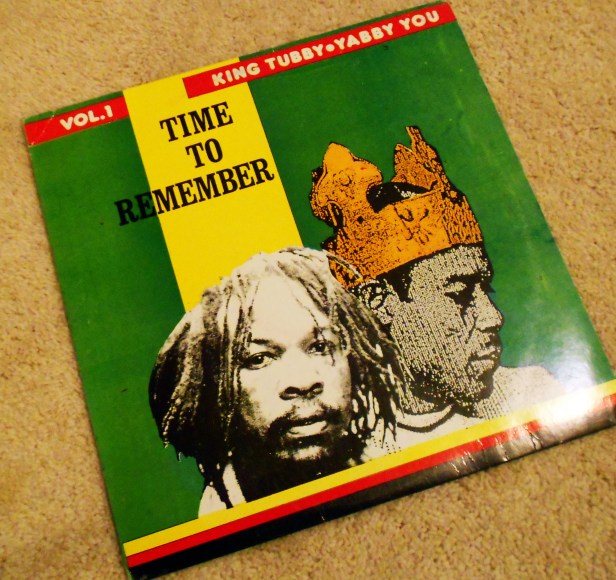 VOL.1
KING TUBBY•YABBY YOU
TIME
TO
REMEMBER